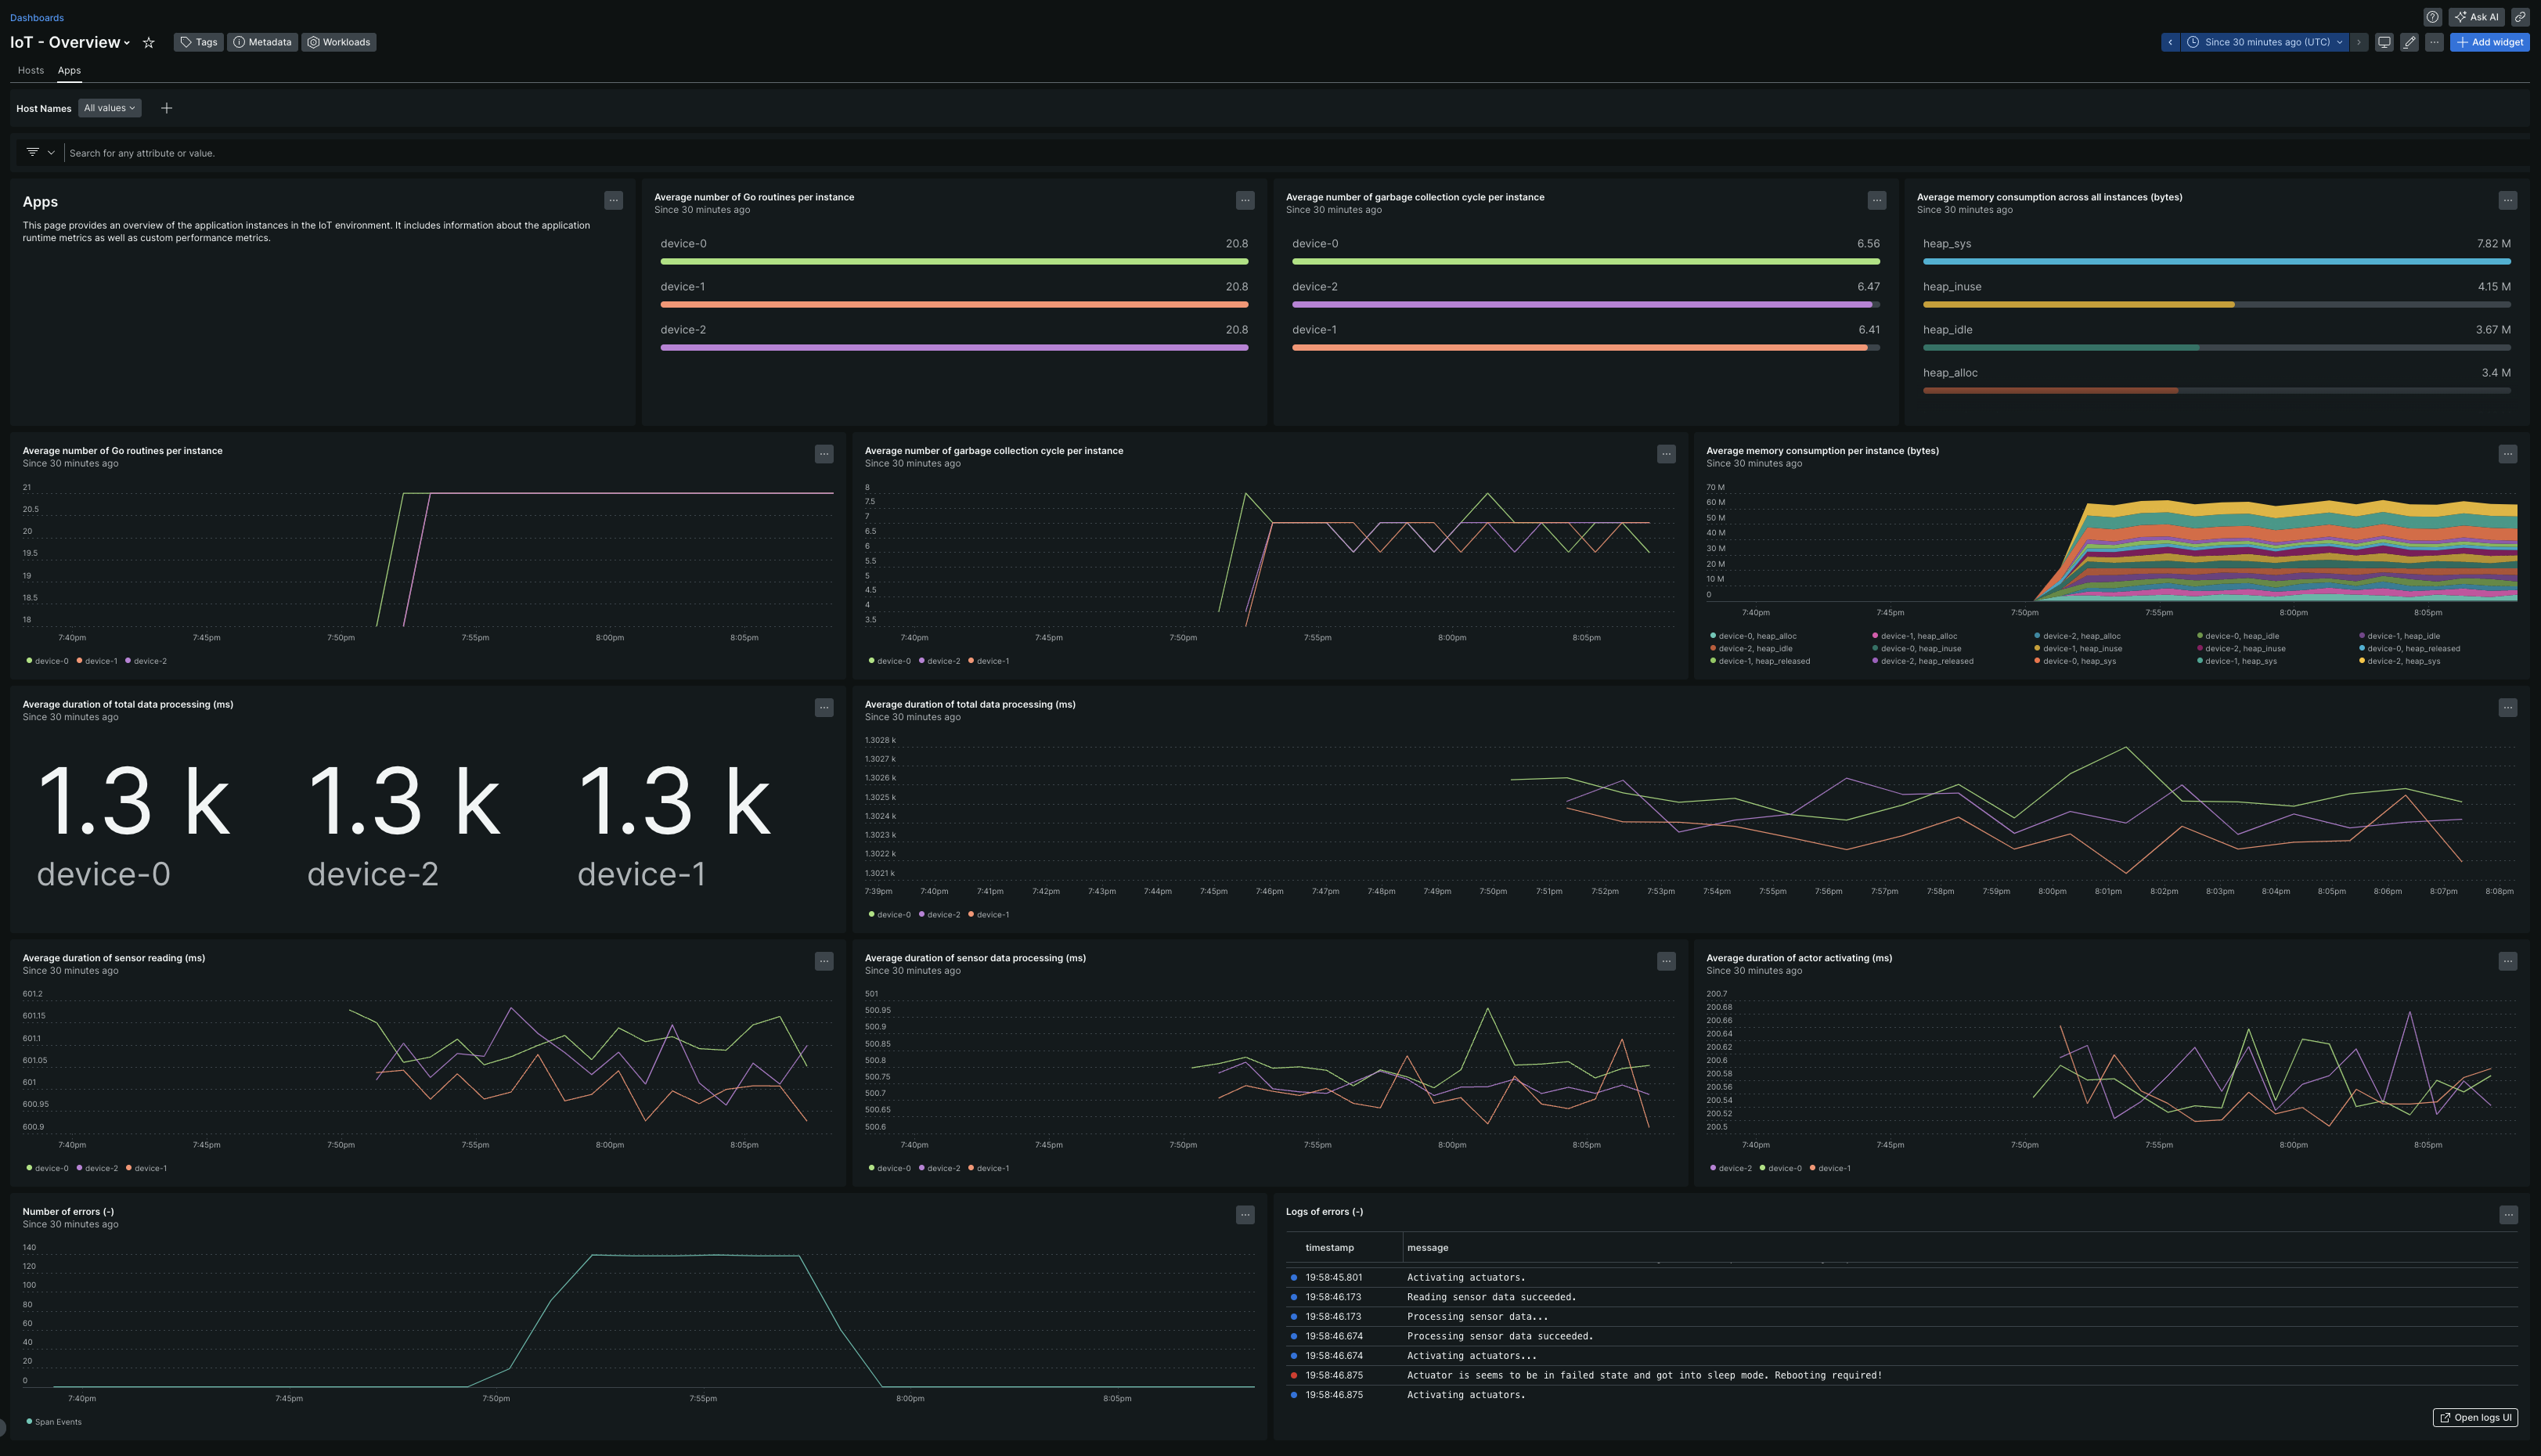 Dashboards
Ask AI
IoT - Overview
Tags
Metadata
Workloads
Since 30 minutes ago (UTC)
Add widget
Hosts
Apps
Host Names
All values
Search for any attribute or value.
Apps
This page provides an overview of the application instances in the IoT environment. It includes information about the application
runtime metrics as well as custom performance metrics.
Average number of Go routines per instance
Since 30 minutes ago
device-0 20.8
device-1 20.8
device-2 20.8
Average number of garbage collection cycle per instance
Since 30 minutes ago
device-0 6.56
device-2 6.47
device-1 6.41
Average memory consumption across all instances (bytes)
Since 30 minutes ago
heap_sys 7.82 M
heap_inuse 4.15 M
heap_idle 3.67 M
heap_alloc 3.4 M
Average number of Go routines per instance
Since 30 minutes ago
21
20.5
20
19.5
19
18.5
18
7:40pm 7:45pm 7:50pm 7:55pm 8:00pm 8:05pm
device-0 device-1 device-2
Average number of garbage collection cycle per instance
Since 30 minutes ago
8
7.5
7
6.5
6
5.5
5
4.5
4
3.5
7:40pm 7:45pm 7:50pm 7:55pm 8:00pm 8:05pm
device-0 device-2 device-1
Average memory consumption per instance (bytes)
Since 30 minutes ago
70 M
60 M
50 M
40 M
30 M
20 M
10 M
0
7:40pm 7:45pm 7:50pm 7:55pm 8:00pm 8:05pm
device-0, heap_alloc device-1, heap_alloc device-2, heap_alloc device-0, heap_idle device-1, heap_idle
device-2, heap_idle device-0, heap_inuse device-1, heap_inuse device-2, heap_inuse device-0, heap_released
device-1, heap_released device-2, heap_released device-0, heap_sys device-1, heap_sys device-2, heap_sys
Average duration of total data processing (ms)
Since 30 minutes ago
1.3 k 1.3 k 1.3 k
device-0 device-2 device-1
Average duration of total data processing (ms)
Since 30 minutes ago
1.3028 k
1.3027 k
1.3026 k
1.3025 k
1.3024 k
1.3023 k
1.3022 k
1.3021 k
7:39pm 7:40pm 7:41pm 7:42pm 7:43pm 7:44pm 7:45pm 7:46pm 7:47pm 7:48pm 7:49pm 7:50pm 7:51pm 7:52pm 7:53pm 7:54pm 7:55pm 7:56pm 7:57pm 7:58pm 7:59pm 8:00pm 8:01pm 8:02pm 8:03pm 8:04pm 8:05pm 8:06pm 8:07pm 8:08pm
device-0 device-2 device-1
Average duration of sensor reading (ms)
Since 30 minutes ago
601.2
601.15
601.1
601.05
601
600.95
600.9
7:40pm 7:45pm 7:50pm 7:55pm 8:00pm 8:05pm
device-0 device-2 device-1
Average duration of sensor data processing (ms)
Since 30 minutes ago
501
500.95
500.9
500.85
500.8
500.75
500.7
500.65
500.6
7:40pm 7:45pm 7:50pm 7:55pm 8:00pm 8:05pm
device-0 device-2 device-1
Average duration of actor activating (ms)
Since 30 minutes ago
200.7
200.68
200.66
200.64
200.62
200.6
200.58
200.56
200.54
200.52
200.5
7:40pm 7:45pm 7:50pm 7:55pm 8:00pm 8:05pm
device-2 device-0 device-1
Number of errors (-)
Since 30 minutes ago
140
120
100
80
60
40
20
0
7:40pm 7:45pm 7:50pm 7:55pm 8:00pm 8:05pm
Span Events
Logs of errors (-)
timestamp message
19:58:45.801 Activating actuators.
19:58:46.173 Reading sensor data succeeded.
19:58:46.173 Processing sensor data...
19:58:46.674 Processing sensor data succeeded.
19:58:46.674 Activating actuators...
19:58:46.875 Actuator is seems to be in failed state and got into sleep mode. Rebooting required!
19:58:46.875 Activating actuators.
Open logs UI